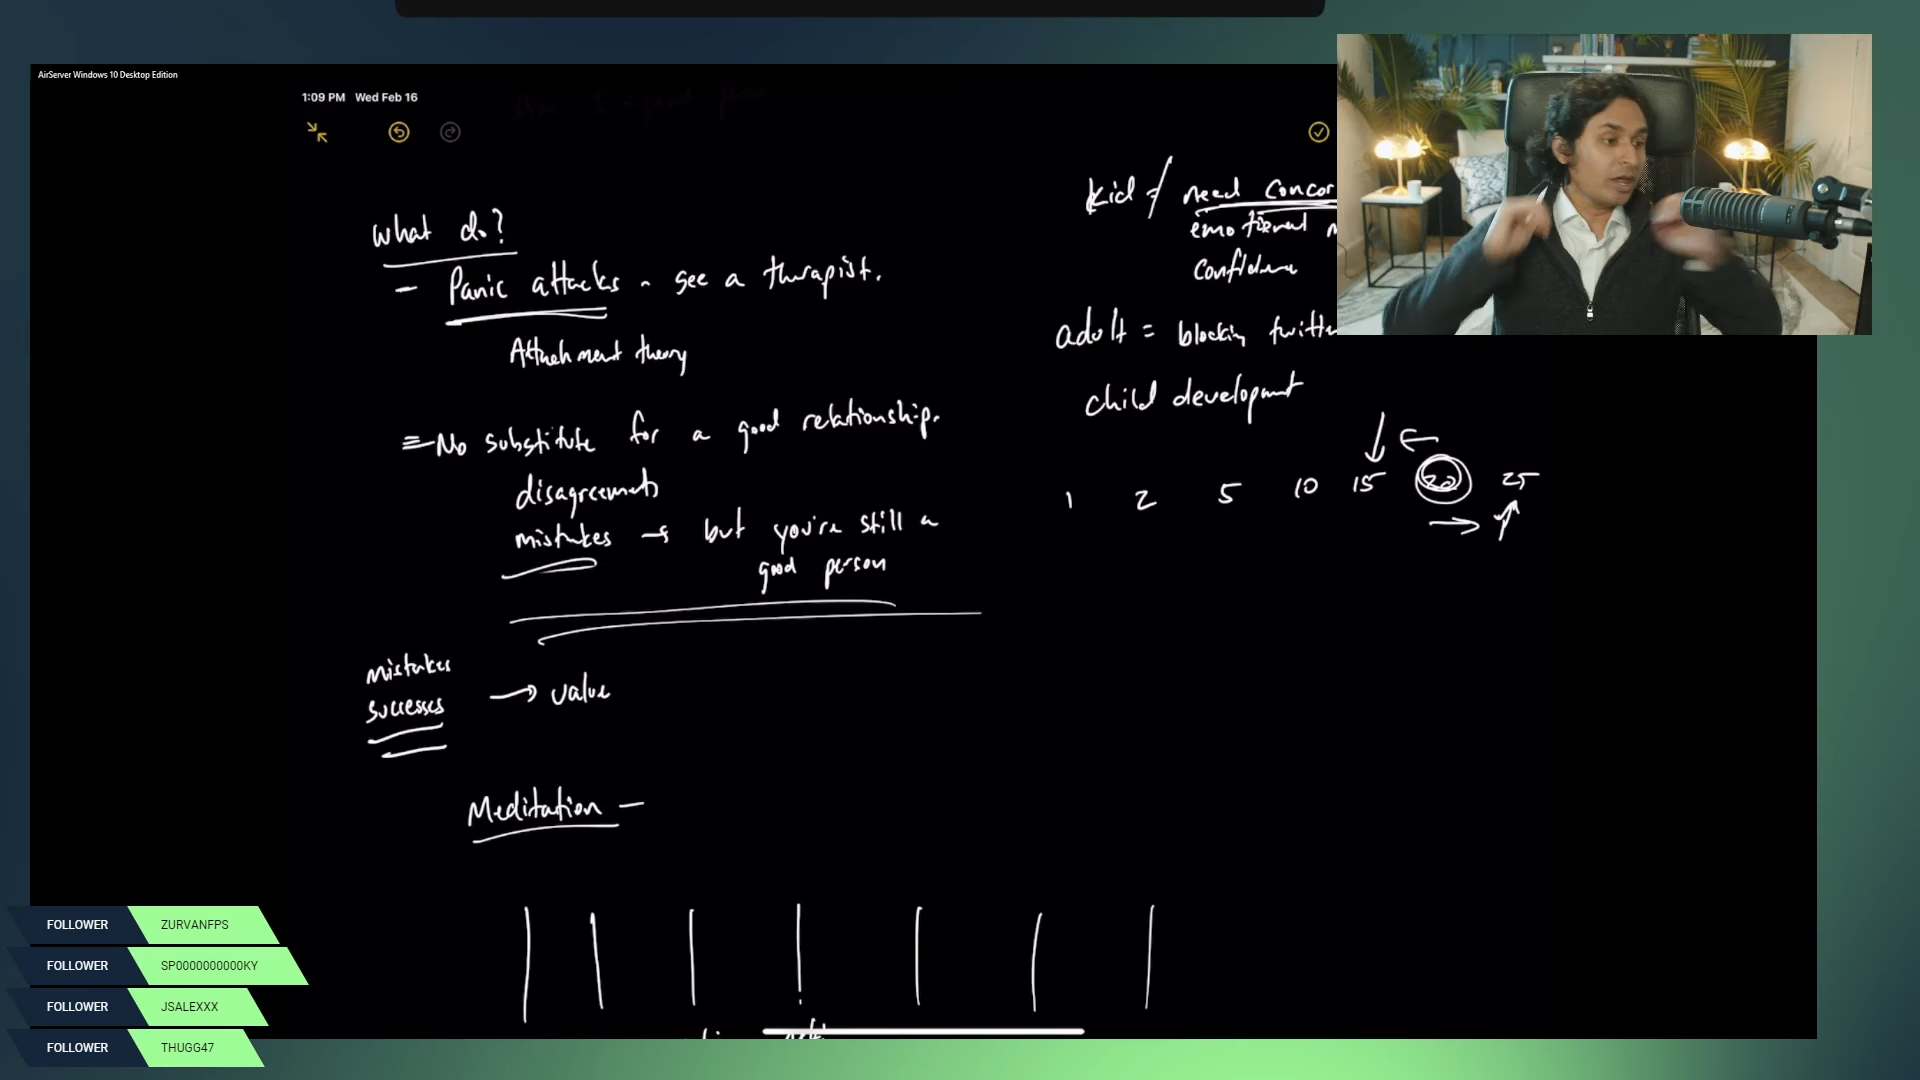 AirServer Windows 10 Desktop Edition
1:09 PM Wed Feb 16
What do?
- Panic attacks - see a therapist.
Attachment theory
- No substitute for a good relationship.
disagreements
mistakes → but you're still a
good person
mistakes
successes → value
Meditation -
Kid = need concor
emotional
confidence
adult = blocking twitte
child development
1 2 5 10 15 20 25
FOLLOWER ZURVANFPS
FOLLOWER SP0000000000KY
FOLLOWER JSALEXXX
FOLLOWER THUGG47